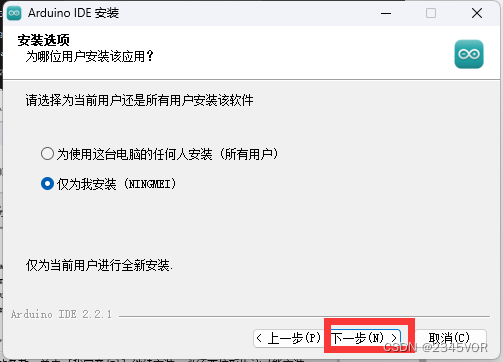 Arduino IDE 安装
安装选项
为哪位用户安装该应用？
请选择为当前用户还是所有用户安装该软件
为使用这台电脑的任何人安装 (所有用户)
仅为我安装 (NINGMEI)
仅为当前用户进行全新安装.
Arduino IDE 2.2.1
< 上一步(P) 下一步(N) > 取消(C)
CSDN @2345VOR